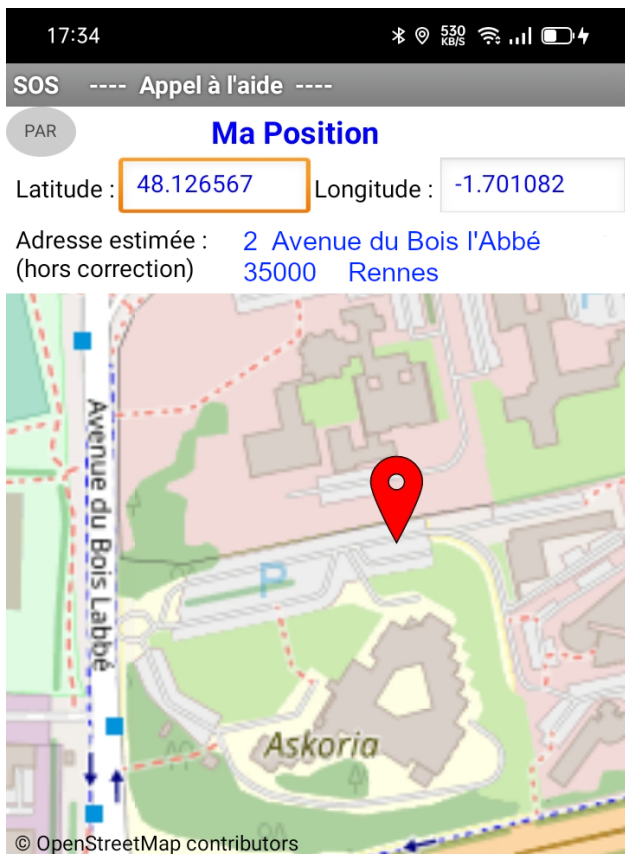 17:34 530 KB/S
SOS ---- Appel à l'aide ----
PAR Ma Position
Latitude : 48.126567 Longitude : -1.701082
Adresse estimée : 2 Avenue du Bois l'Abbé
(hors correction) 35000 Rennes
Avenue du Bois Labbé
P
Askoria
© OpenStreetMap contributors